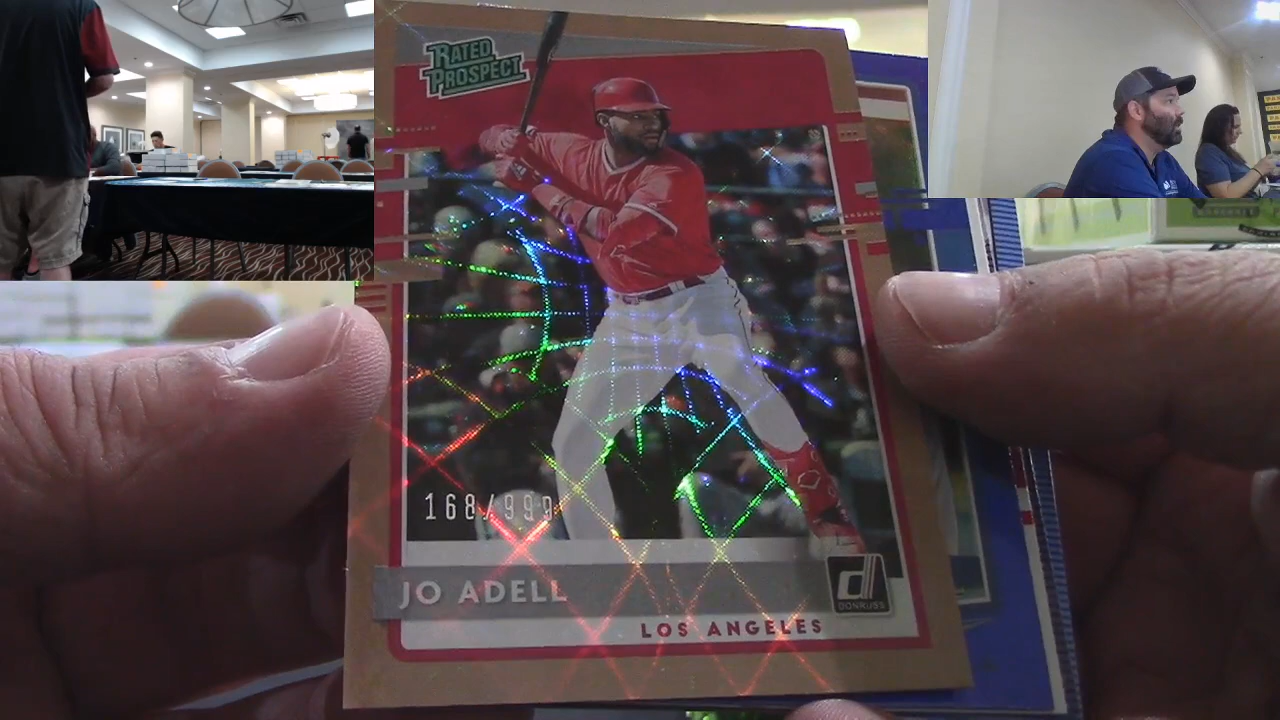 RATED
PROSPECT
168/999
JO ADELL
d
DONRUSS
LOS ANGELES